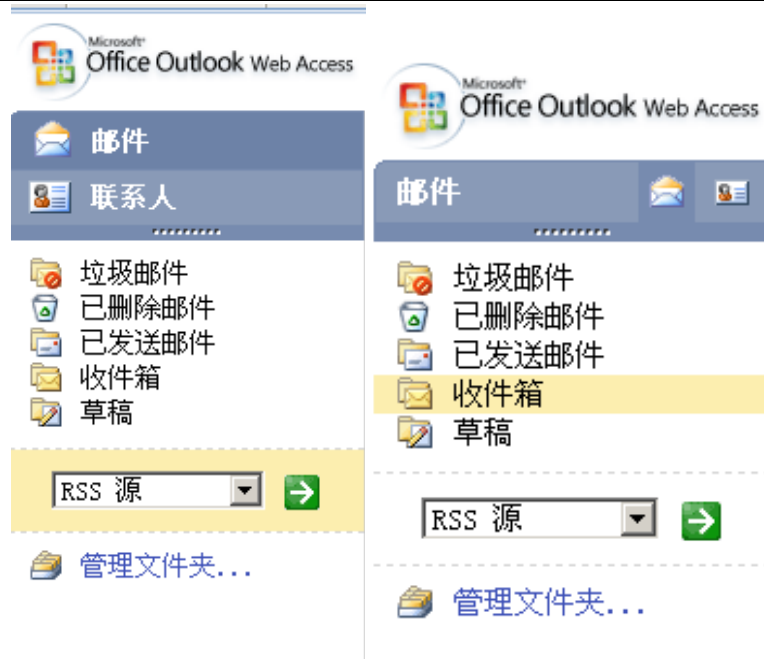 Microsoft
Office Outlook Web Access
邮件
联系人
垃圾邮件
已删除邮件
已发送邮件
收件箱
草稿
RSS 源
管理文件夹...
Microsoft
Office Outlook Web Access
邮件
垃圾邮件
已删除邮件
已发送邮件
收件箱
草稿
RSS 源
管理文件夹...